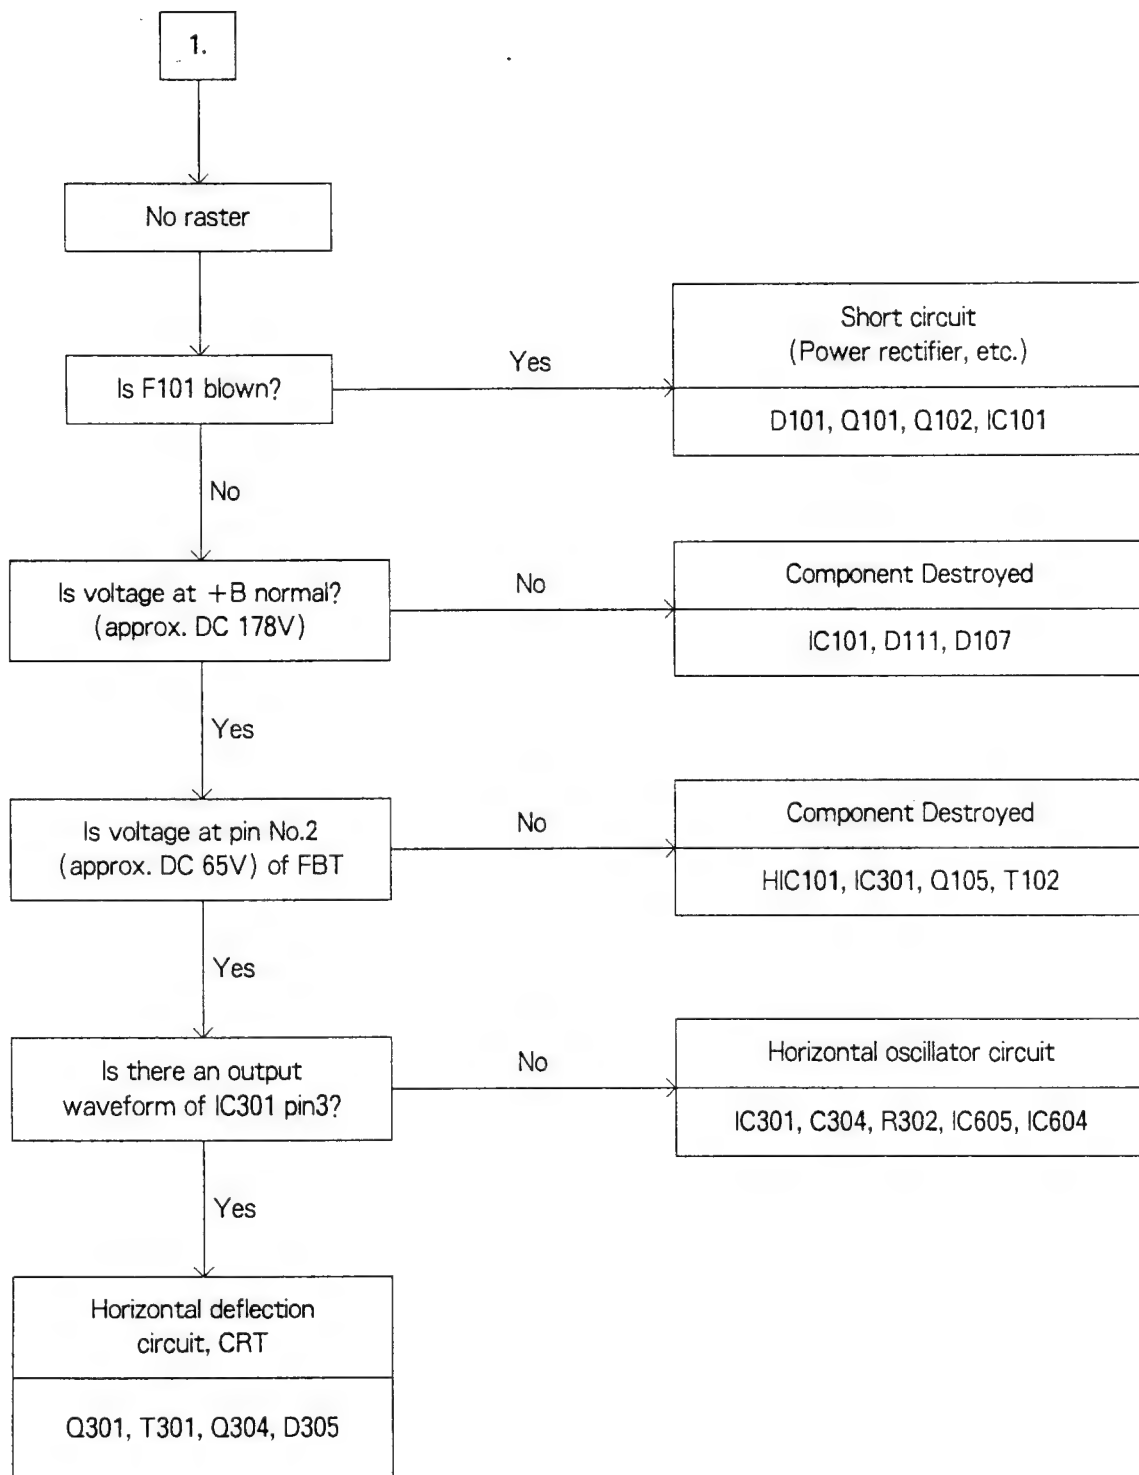 1.
No raster
Is F101 blown?
Yes
Short circuit
(Power rectifier, etc.)
D101, Q101, Q102, IC101
No
Is voltage at +B normal?
(approx. DC 178V)
No
Component Destroyed
IC101, D111, D107
Yes
Is voltage at pin No.2
(approx. DC 65V) of FBT
No
Component Destroyed
HIC101, IC301, Q105, T102
Yes
Is there an output
waveform of IC301 pin3?
No
Horizontal oscillator circuit
IC301, C304, R302, IC605, IC604
Yes
Horizontal deflection
circuit, CRT
Q301, T301, Q304, D305